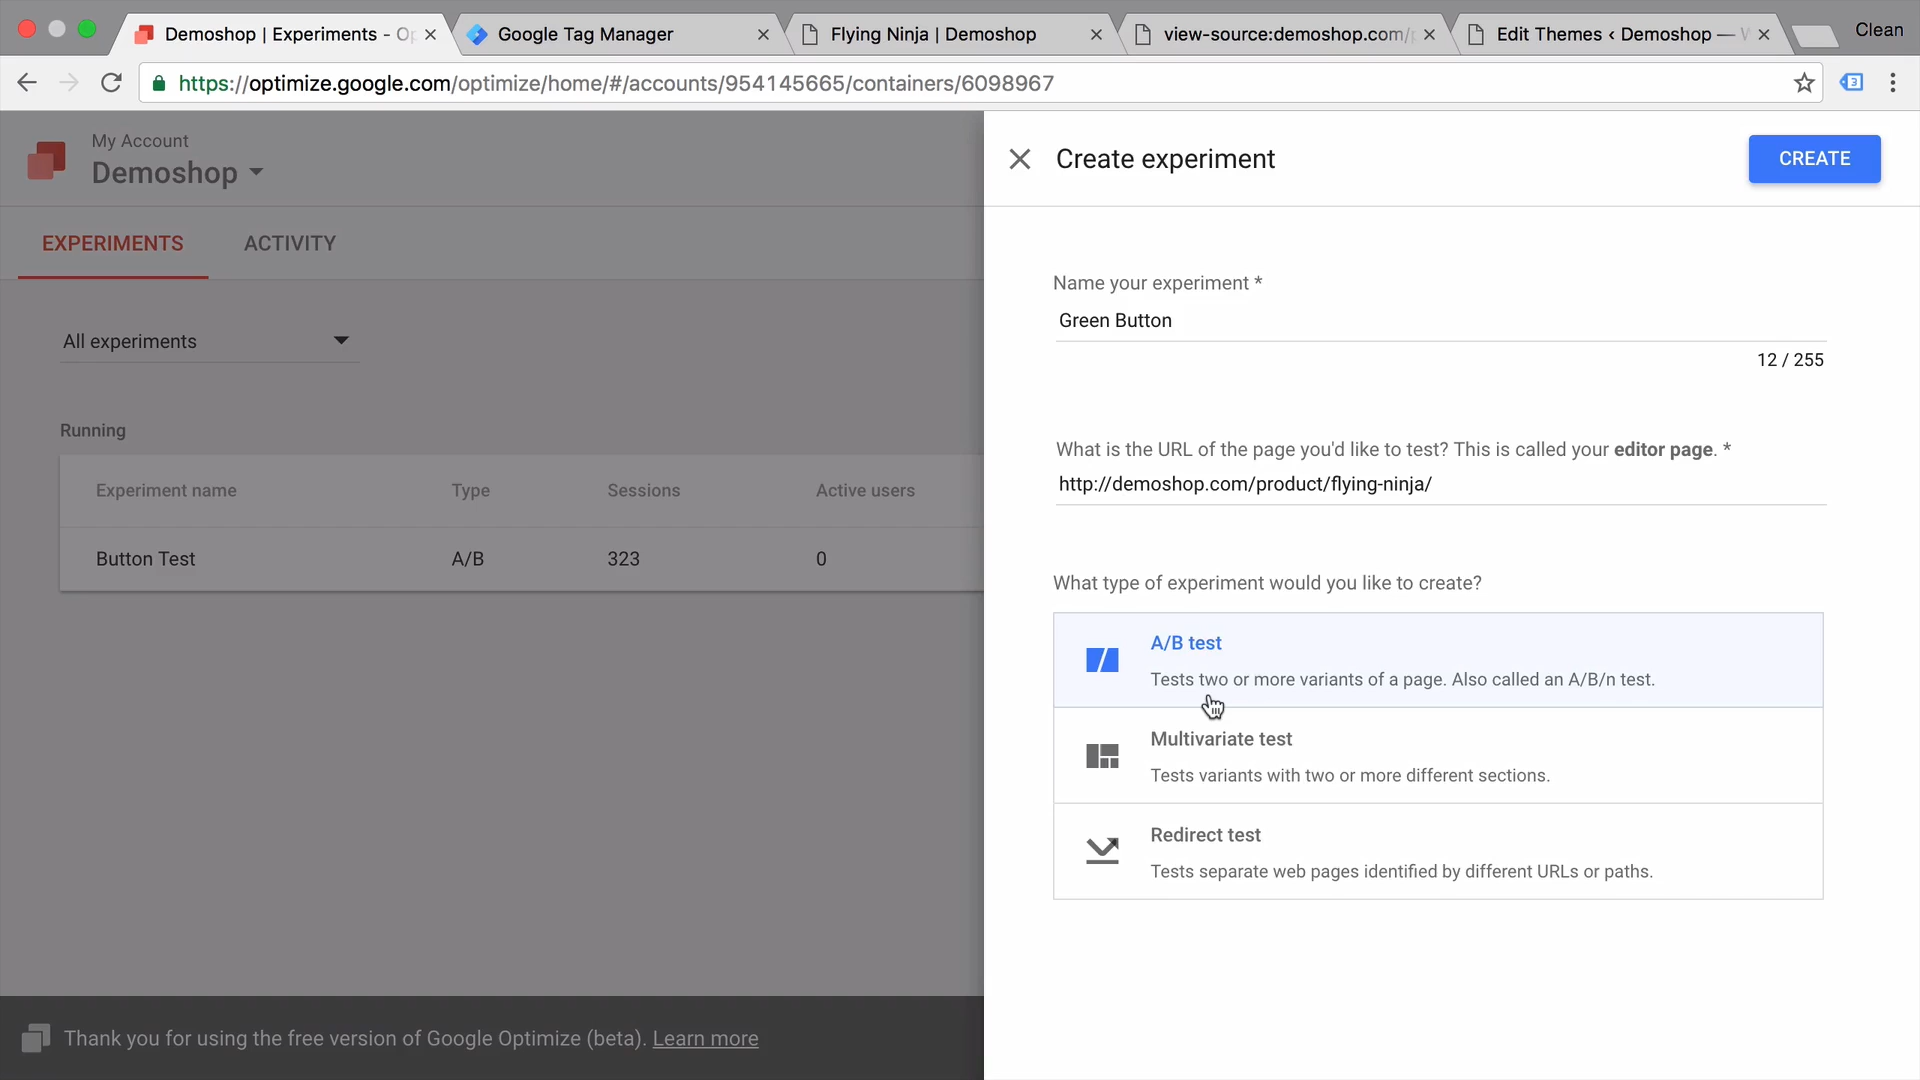 Demoshop | Experiments - Op
Google Tag Manager
Flying Ninja | Demoshop
view-source:demoshop.com/p
Edit Themes ‹ Demoshop — W
Clean
https://optimize.google.com/optimize/home/#/accounts/954145665/containers/6098967
3
My Account
Demoshop
Create experiment
CREATE
EXPERIMENTS
ACTIVITY
Name your experiment *
Green Button
12 / 255
All experiments
Running
What is the URL of the page you'd like to test? This is called your editor page. *
http://demoshop.com/product/flying-ninja/
Experiment name
Type
Sessions
Active users
Button Test
A/B
323
0
What type of experiment would you like to create?
A/B test
Tests two or more variants of a page. Also called an A/B/n test.
Multivariate test
Tests variants with two or more different sections.
Redirect test
Tests separate web pages identified by different URLs or paths.
Thank you for using the free version of Google Optimize (beta). Learn more